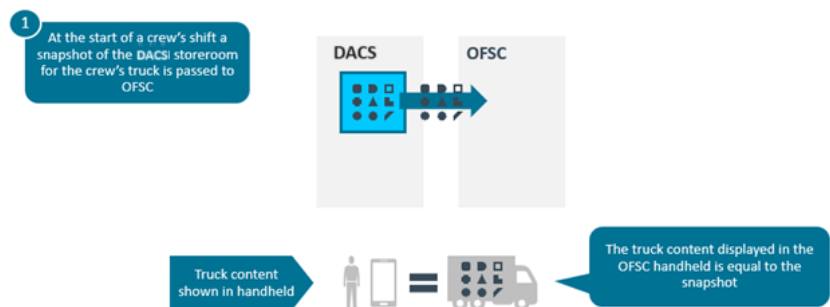 1
At the start of a crew's shift a
snapshot of the DACS storeroom
for the crew's truck is passed to
OFSC
DACS
OFSC
Truck content
shown in handheld
The truck content displayed in the
OFSC handheld is equal to the
snapshot